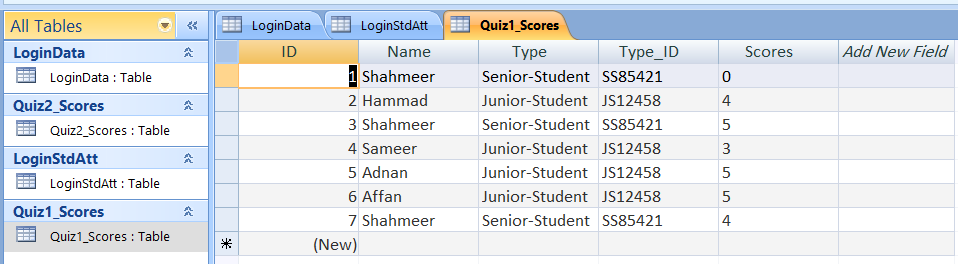 All Tables
LoginData
LoginData : Table
Quiz2_Scores
Quiz2_Scores : Table
LoginStdAtt
LoginStdAtt : Table
Quiz1_Scores
Quiz1_Scores : Table
LoginData LoginStdAtt Quiz1_Scores
ID Name Type Type_ID Scores Add New Field
1 Shahmeer Senior-Student SS85421 0
2 Hammad Junior-Student JS12458 4
3 Shahmeer Senior-Student SS85421 5
4 Sameer Junior-Student JS12458 3
5 Adnan Junior-Student JS12458 5
6 Affan Junior-Student JS12458 5
7 Shahmeer Senior-Student SS85421 4
(New)